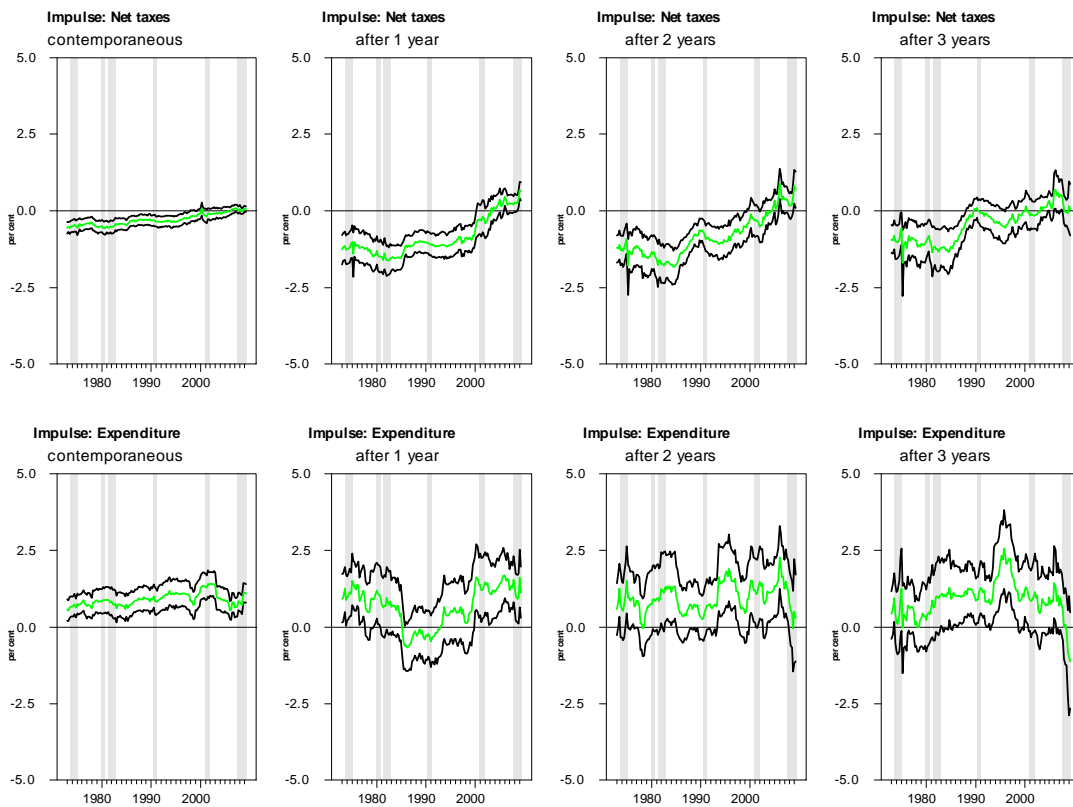 Impulse: Net taxes
contemporaneous
5.0
2.5
0.0
-2.5
-5.0
per cent
1980 1990 2000
Impulse: Net taxes
after 1 year
5.0
2.5
0.0
-2.5
-5.0
per cent
1980 1990 2000
Impulse: Net taxes
after 2 years
5.0
2.5
0.0
-2.5
-5.0
per cent
1980 1990 2000
Impulse: Net taxes
after 3 years
5.0
2.5
0.0
-2.5
-5.0
per cent
1980 1990 2000
Impulse: Expenditure
contemporaneous
5.0
2.5
0.0
-2.5
-5.0
per cent
1980 1990 2000
Impulse: Expenditure
after 1 year
5.0
2.5
0.0
-2.5
-5.0
per cent
1980 1990 2000
Impulse: Expenditure
after 2 years
5.0
2.5
0.0
-2.5
-5.0
per cent
1980 1990 2000
Impulse: Expenditure
after 3 years
5.0
2.5
0.0
-2.5
-5.0
per cent
1980 1990 2000